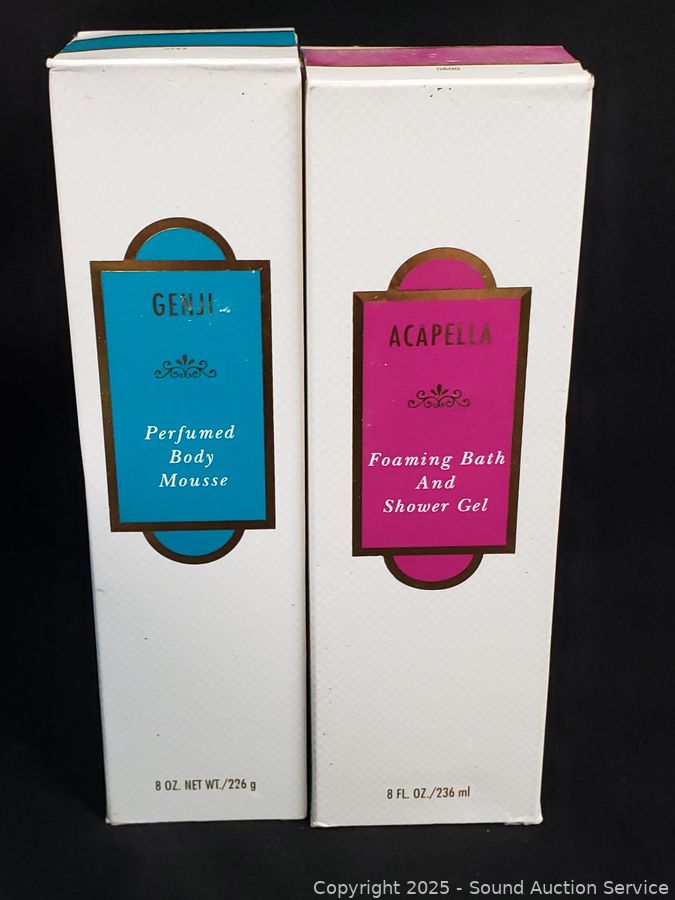 GENJI
Perfumed
Body
Mousse
8 OZ. NET WT./226 g
ACAPELLA
Foaming Bath
And
Shower Gel
8 FL. OZ./236 ml
Copyright 2025 - Sound Auction Service